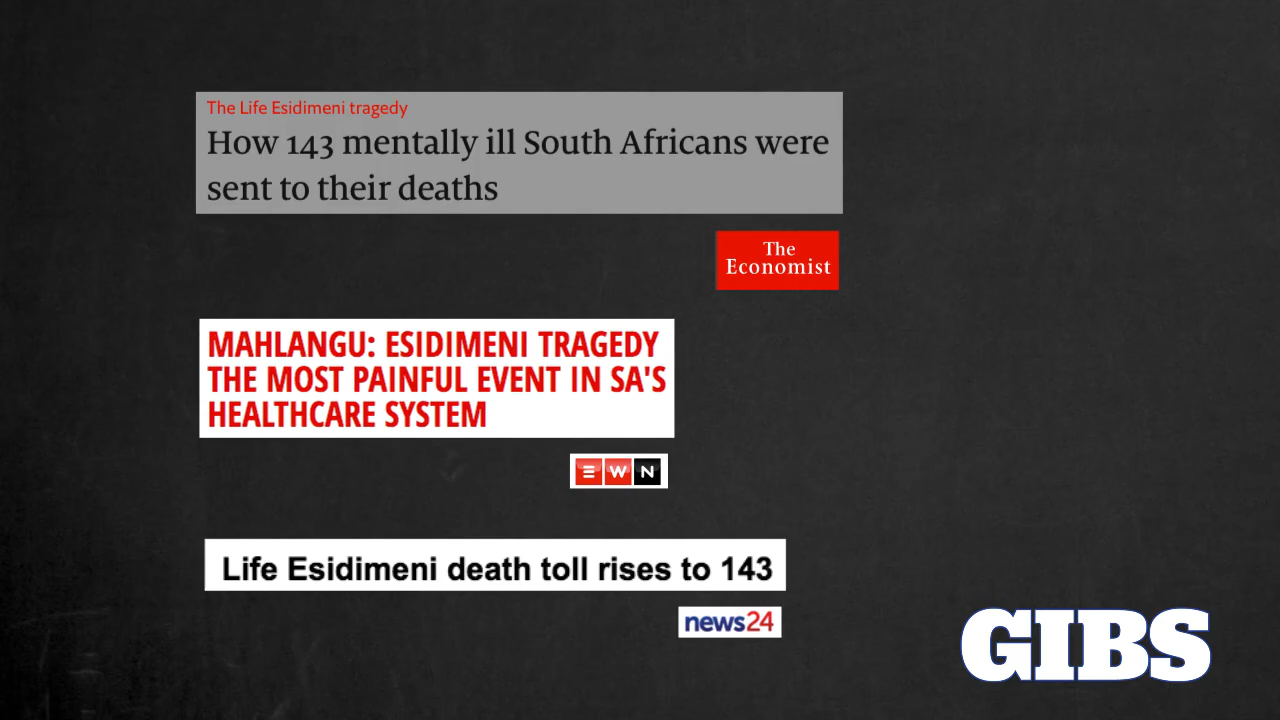 The Life Esidimeni tragedy
How 143 mentally ill South Africans were
sent to their deaths
The
Economist
MAHLANGU: ESIDIMENI TRAGEDY
THE MOST PAINFUL EVENT IN SA'S
HEALTHCARE SYSTEM
EWN
Life Esidimeni death toll rises to 143
news24
GIBS